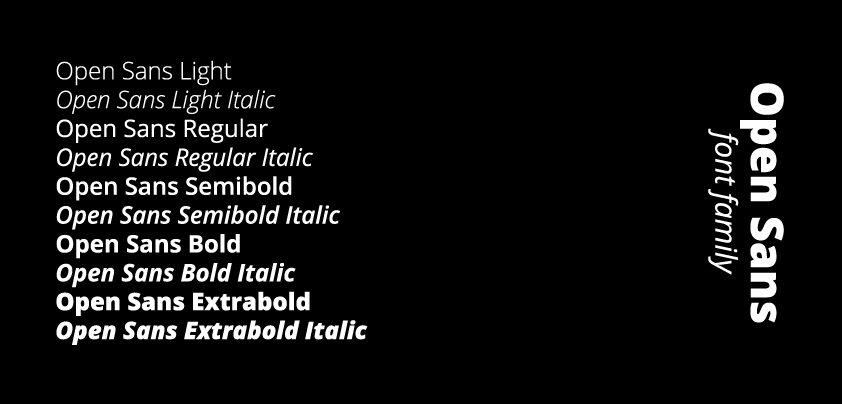 Open Sans Light
Open Sans Light Italic
Open Sans Regular
Open Sans Regular Italic
Open Sans Semibold
Open Sans Semibold Italic
Open Sans Bold
Open Sans Bold Italic
Open Sans Extrabold
Open Sans Extrabold Italic
Open Sans
font family